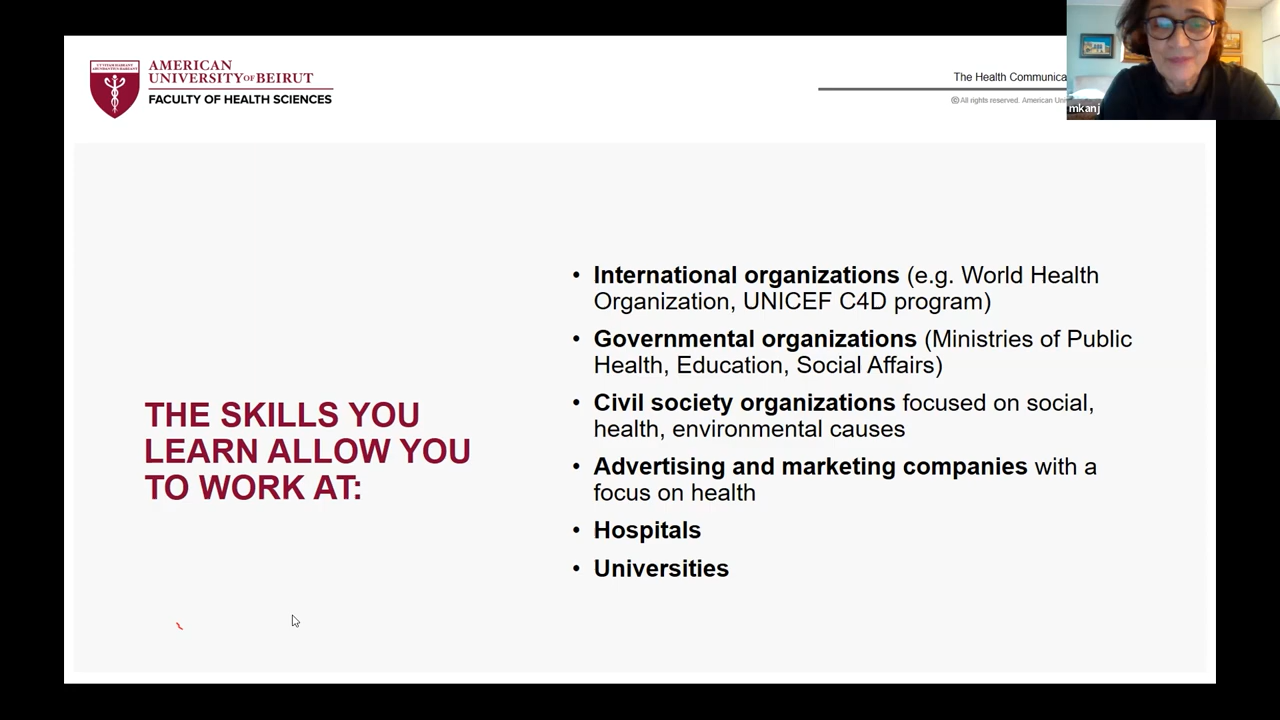 AMERICAN
UNIVERSITY OF BEIRUT
FACULTY OF HEALTH SCIENCES
The Health Communica
© All rights reserved. American Un
mkanj
THE SKILLS YOU
LEARN ALLOW YOU
TO WORK AT:
• International organizations (e.g. World Health
Organization, UNICEF C4D program)
• Governmental organizations (Ministries of Public
Health, Education, Social Affairs)
• Civil society organizations focused on social,
health, environmental causes
• Advertising and marketing companies with a
focus on health
• Hospitals
• Universities